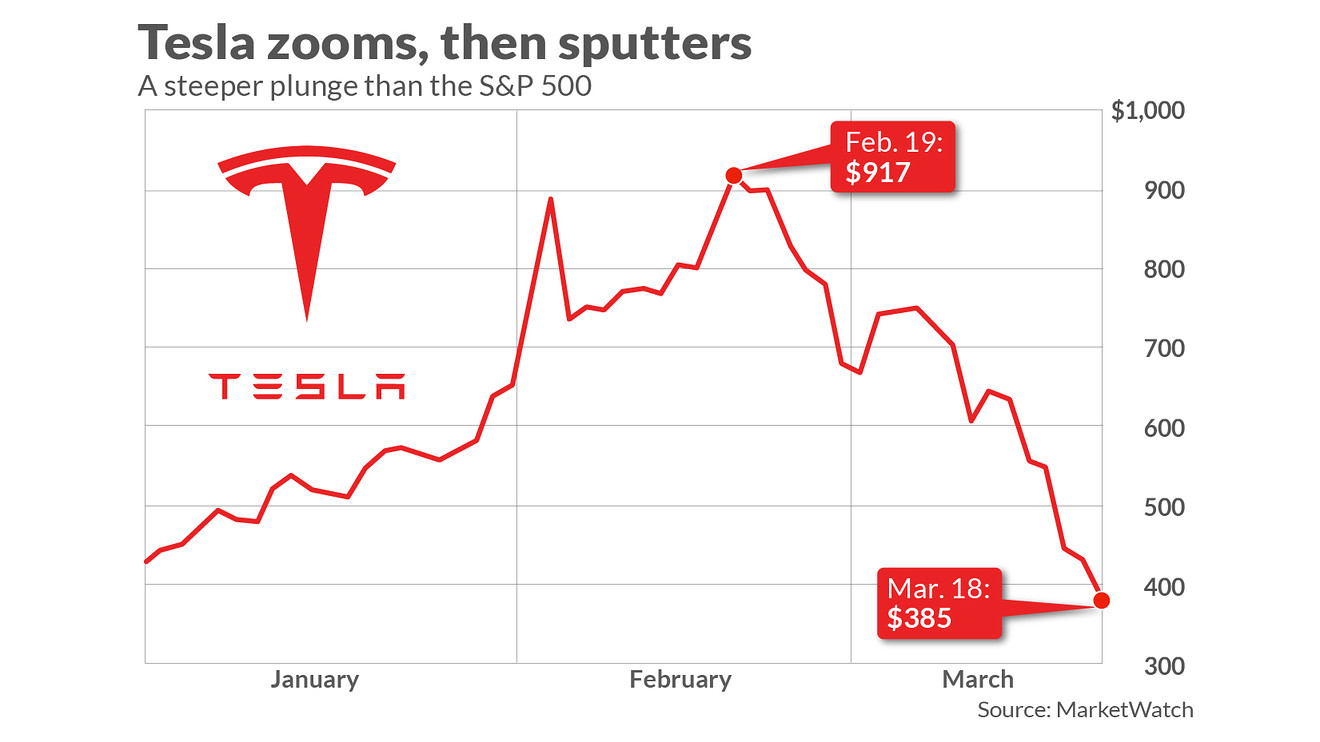 Tesla zooms, then sputters
A steeper plunge than the S&P 500
$1,000
Feb. 19:
$917
900
800
700
TESLA
600
500
Mar. 18:
$385
400
300
January February March
Source: MarketWatch